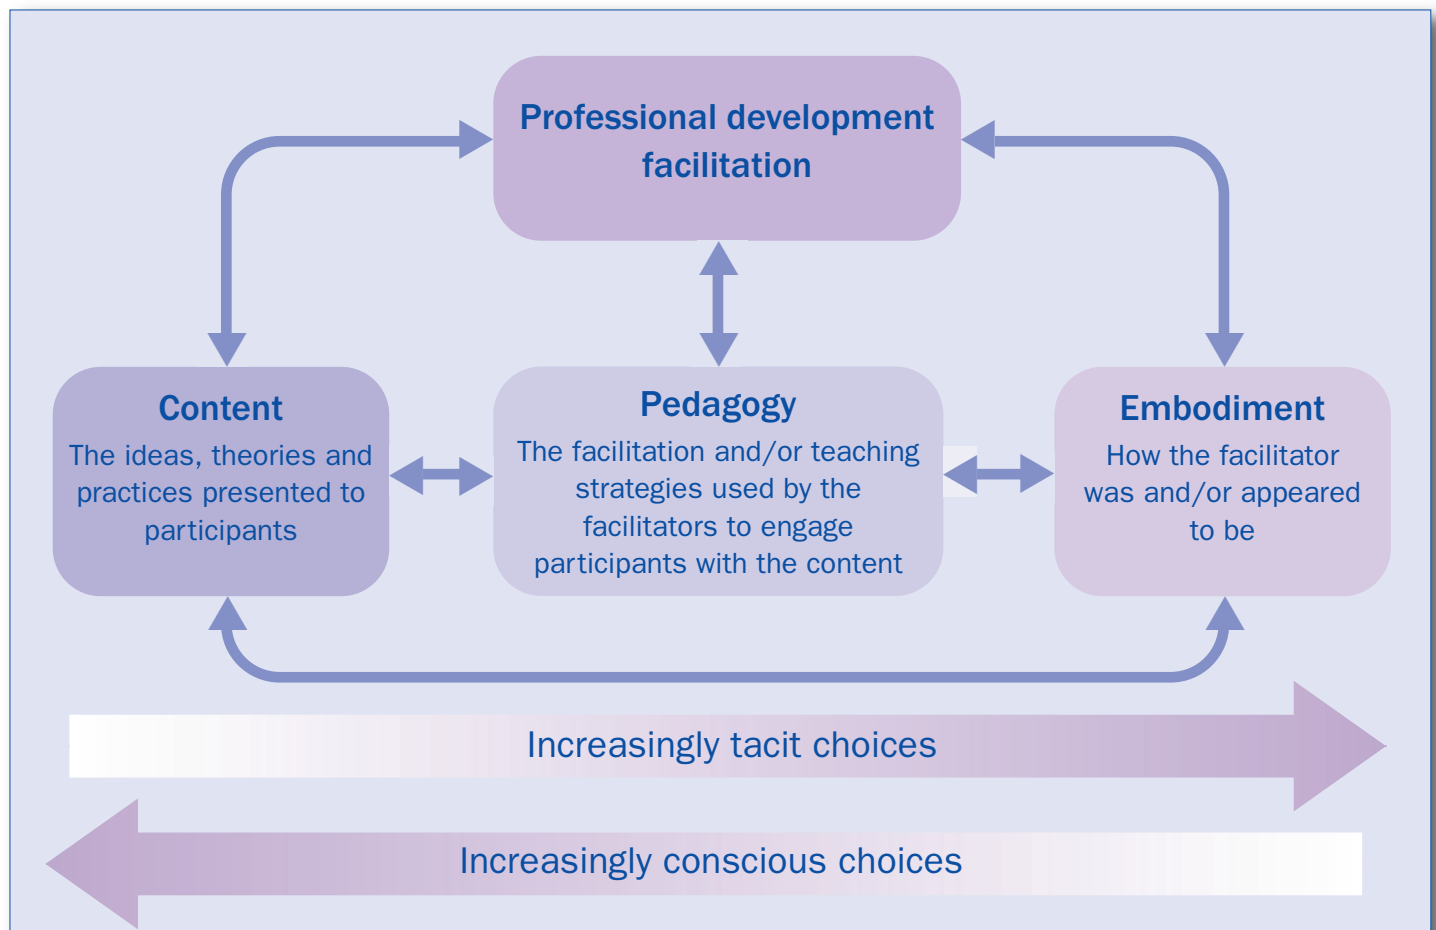 Professional development
facilitation
Content
The ideas, theories and
practices presented to
participants
Pedagogy
The facilitation and/or teaching
strategies used by the
facilitators to engage
participants with the content
Embodiment
How the facilitator
was and/or appeared
to be
Increasingly tacit choices
Increasingly conscious choices